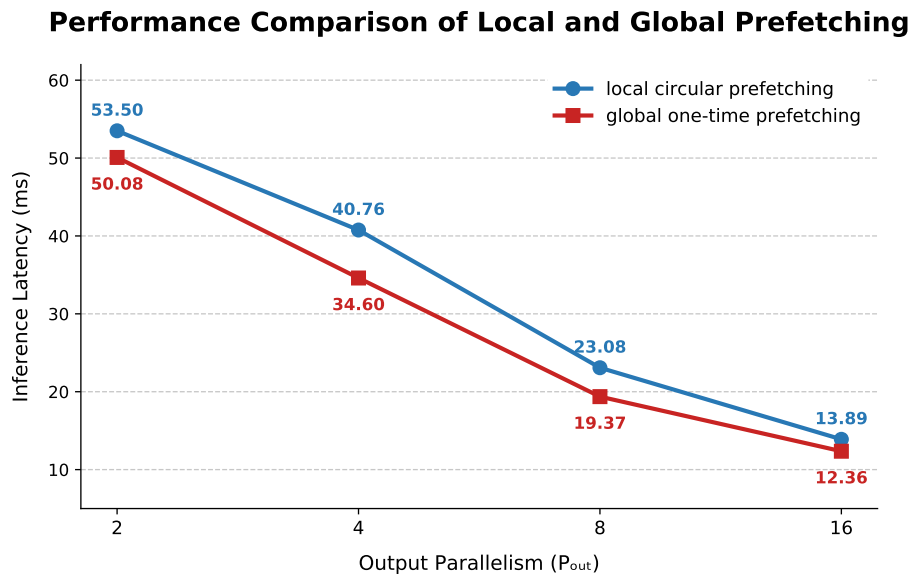 Performance Comparison of Local and Global Prefetching
local circular prefetching
global one-time prefetching
Inference Latency (ms)
60
50
40
30
20
10
53.50
50.08
40.76
34.60
23.08
19.37
13.89
12.36
2 4 8 16
Output Parallelism (Pₒᵤₜ)